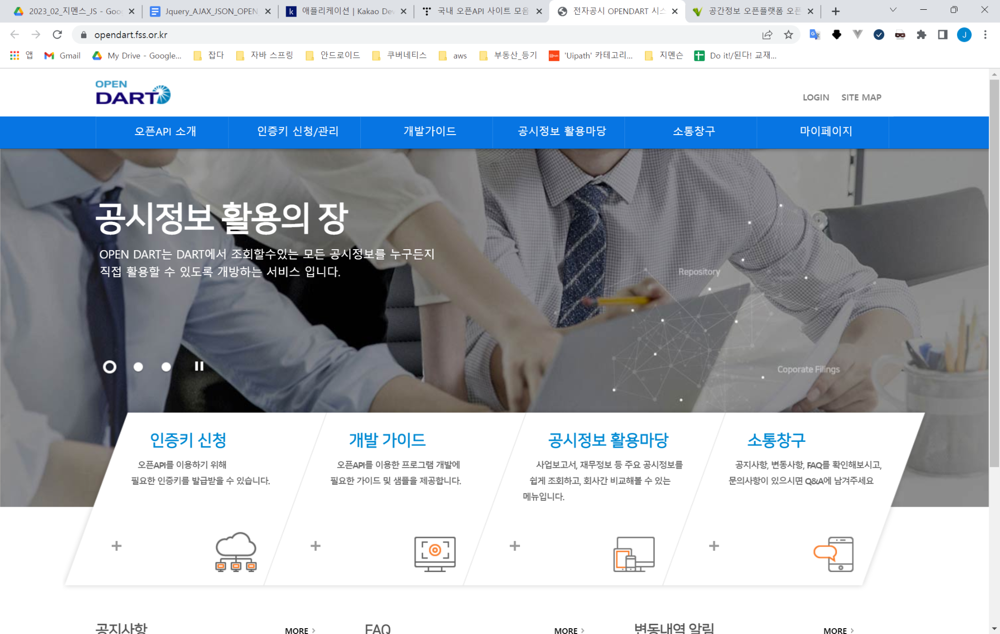 2023_02_지멘스_JS - Goo
Jquery_AJAX_JSON_OPEN
애플리케이션 | Kakao Dev
국내 오픈API 사이트 모음
전자공시 OPENDART 시스
공간정보 오픈플랫폼 오픈
opendart.fss.or.kr
J
앱
Gmail
My Drive - Google...
잡다
자바 스프링
안드로이드
쿠버네티스
aws
부동산_등기
'Uipath' 카테고리...
지멘슨
Do it!/된다! 교재...
OPEN
DART
LOGIN
SITE MAP
오픈API 소개
인증키 신청/관리
개발가이드
공시정보 활용마당
소통창구
마이페이지
공시정보 활용의 장
OPEN DART는 DART에서 조회할수있는 모든 공시정보를 누구든지
직접 활용할 수 있도록 개방하는 서비스 입니다.
Repository
Coporate Filings
인증키 신청
오픈API를 이용하기 위해
필요한 인증키를 발급받을 수 있습니다.
개발 가이드
오픈API를 이용한 프로그램 개발에
필요한 가이드 및 샘플을 제공합니다.
공시정보 활용마당
사업보고서, 재무정보 등 주요 공시정보를
쉽게 조회하고, 회사간 비교해볼 수 있는
메뉴입니다.
소통창구
공지사항, 변동사항, FAQ를 확인해보시고,
문의사항이 있으시면 Q&A에 남겨주세요
공지사항
MORE
FAQ
MORE
변동내역 알림
MORE